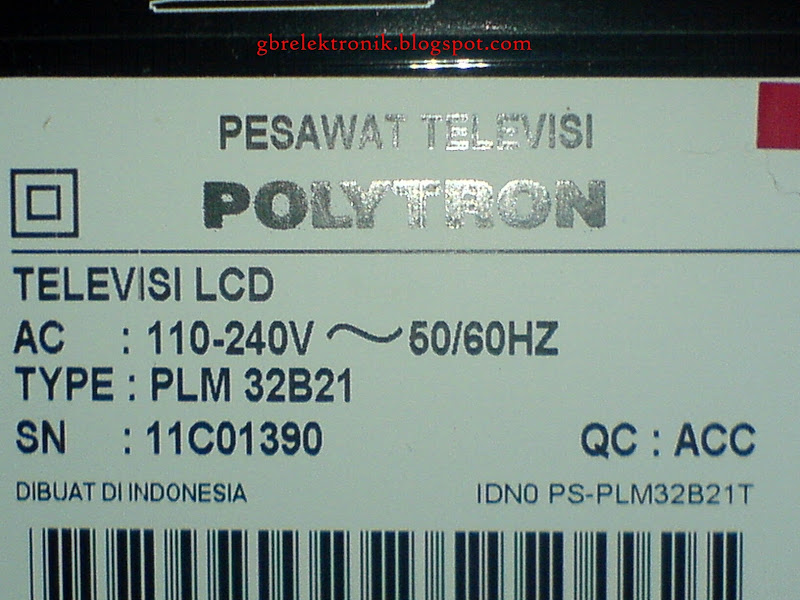 gbrelektronik.blogspot.com
PESAWAT TELEVISI
POLYTRON
TELEVISI LCD
AC : 110-240V ~ 50/60HZ
TYPE : PLM 32B21
SN : 11C01390 QC : ACC
DIBUAT DI INDONESIA IDN0 PS-PLM32B21T